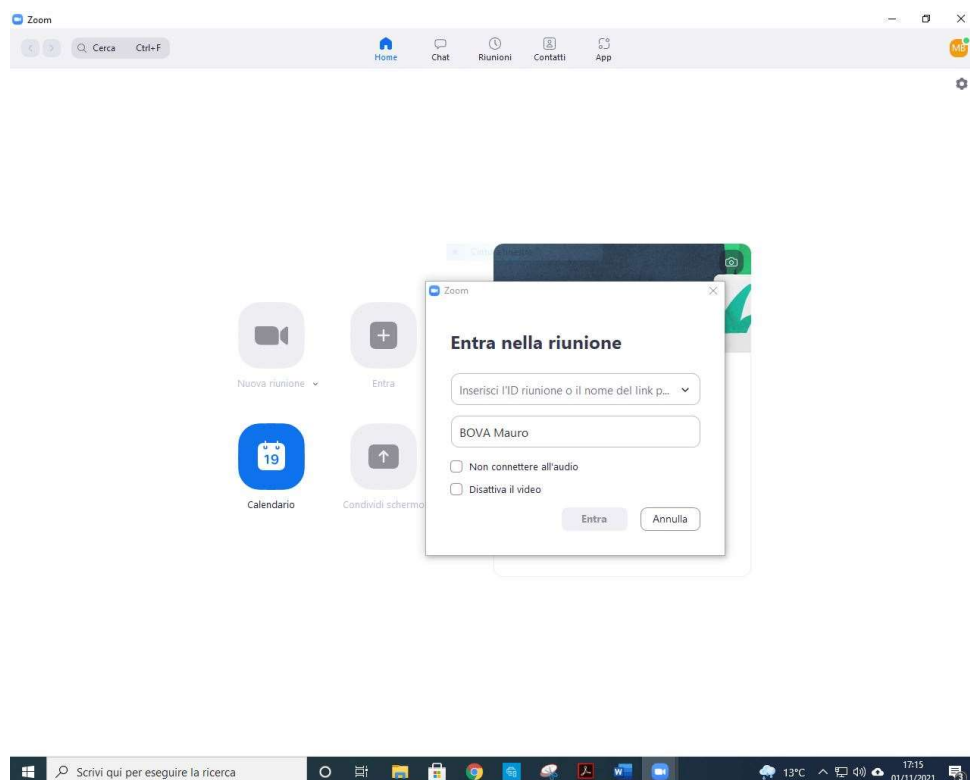 Zoom
Cerca Ctrl+F
Home Chat Riunioni Contatti App
MB
Zoom
Entra nella riunione
Inserisci l'ID riunione o il nome del link p...
BOVA Mauro
Non connettere all'audio
Disattiva il video
Entra Annulla
Nuova riunione Entra
19
Calendario Condividi schermo
Scrivi qui per eseguire la ricerca
13°C
17:15
01/11/2021